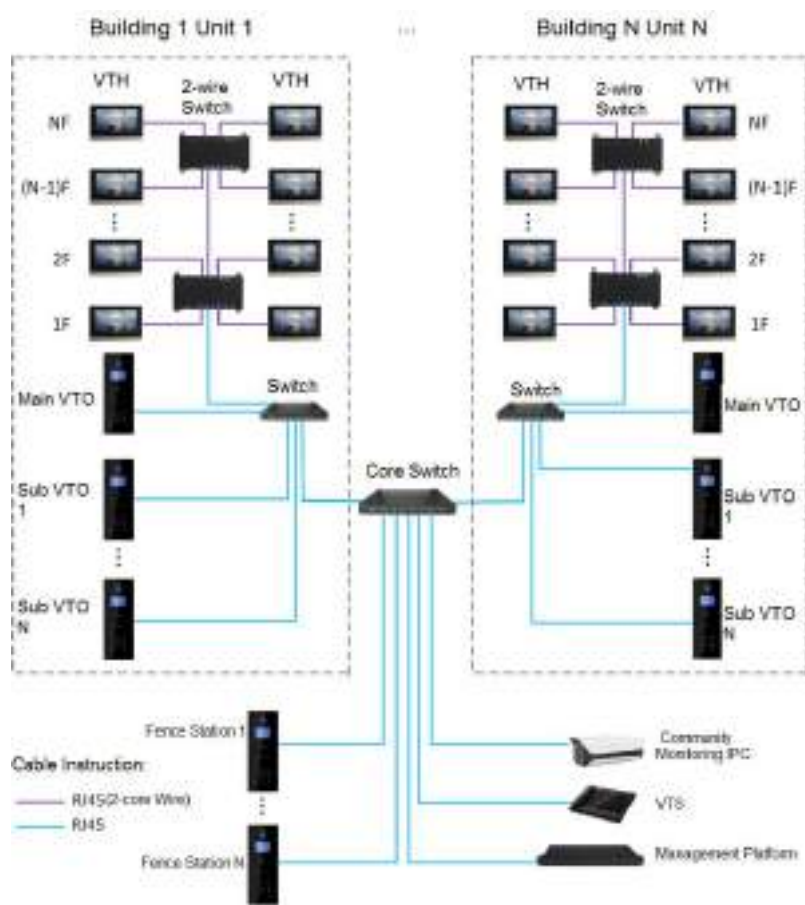 Building 1 Unit 1
...
Building N Unit N
VTH
2-wire
Switch
VTH
VTH
2-wire
Switch
VTH
NF
NF
(N-1)F
(N-1)F
2F
2F
1F
1F
Main VTO
Switch
Switch
Main VTO
Core Switch
Sub VTO
1
Sub VTO
1
Sub VTO
N
Sub VTO
N
Fence Station 1
Community
Monitoring IPC
Cable Instruction:
RJ45(2-core Wire)
VTS
RJ45
Fence Station N
Management Platform